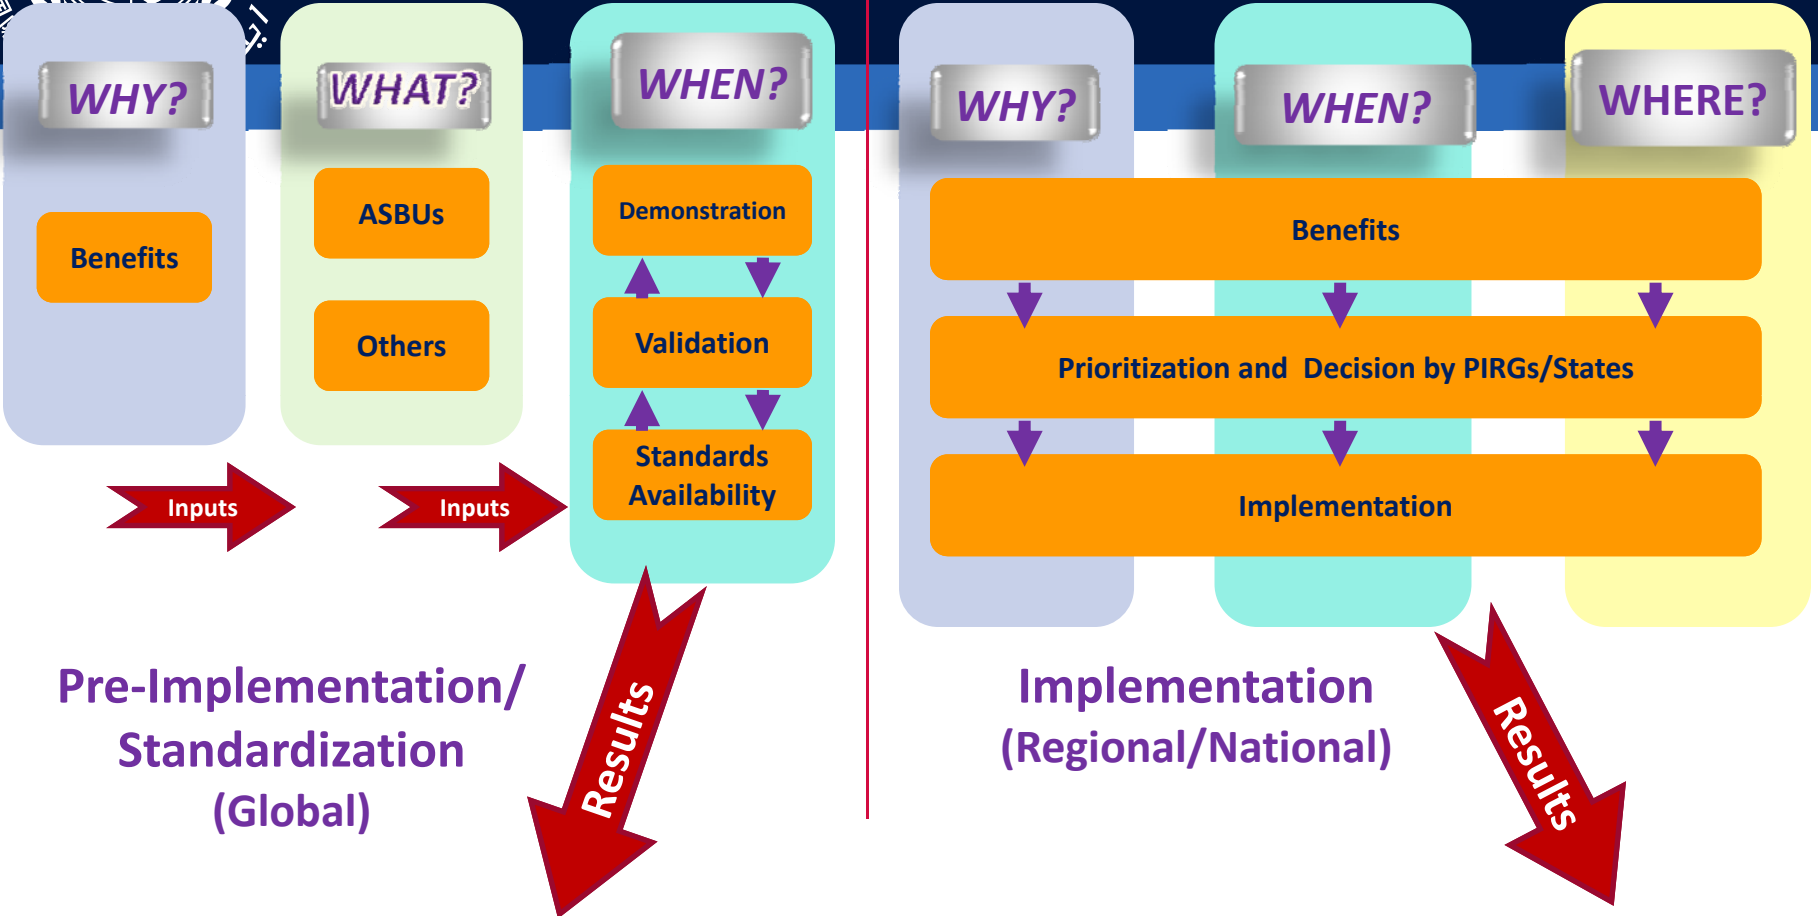 WHY?
WHAT?
WHEN?
Benefits
ASBUs
Others
Demonstration
Validation
Standards
Availability
Inputs
Inputs
Results
Pre-Implementation/
Standardization
(Global)
WHY?
WHEN?
WHERE?
Benefits
Prioritization and  Decision by PIRGs/States
Implementation
Implementation
(Regional/National)
Results